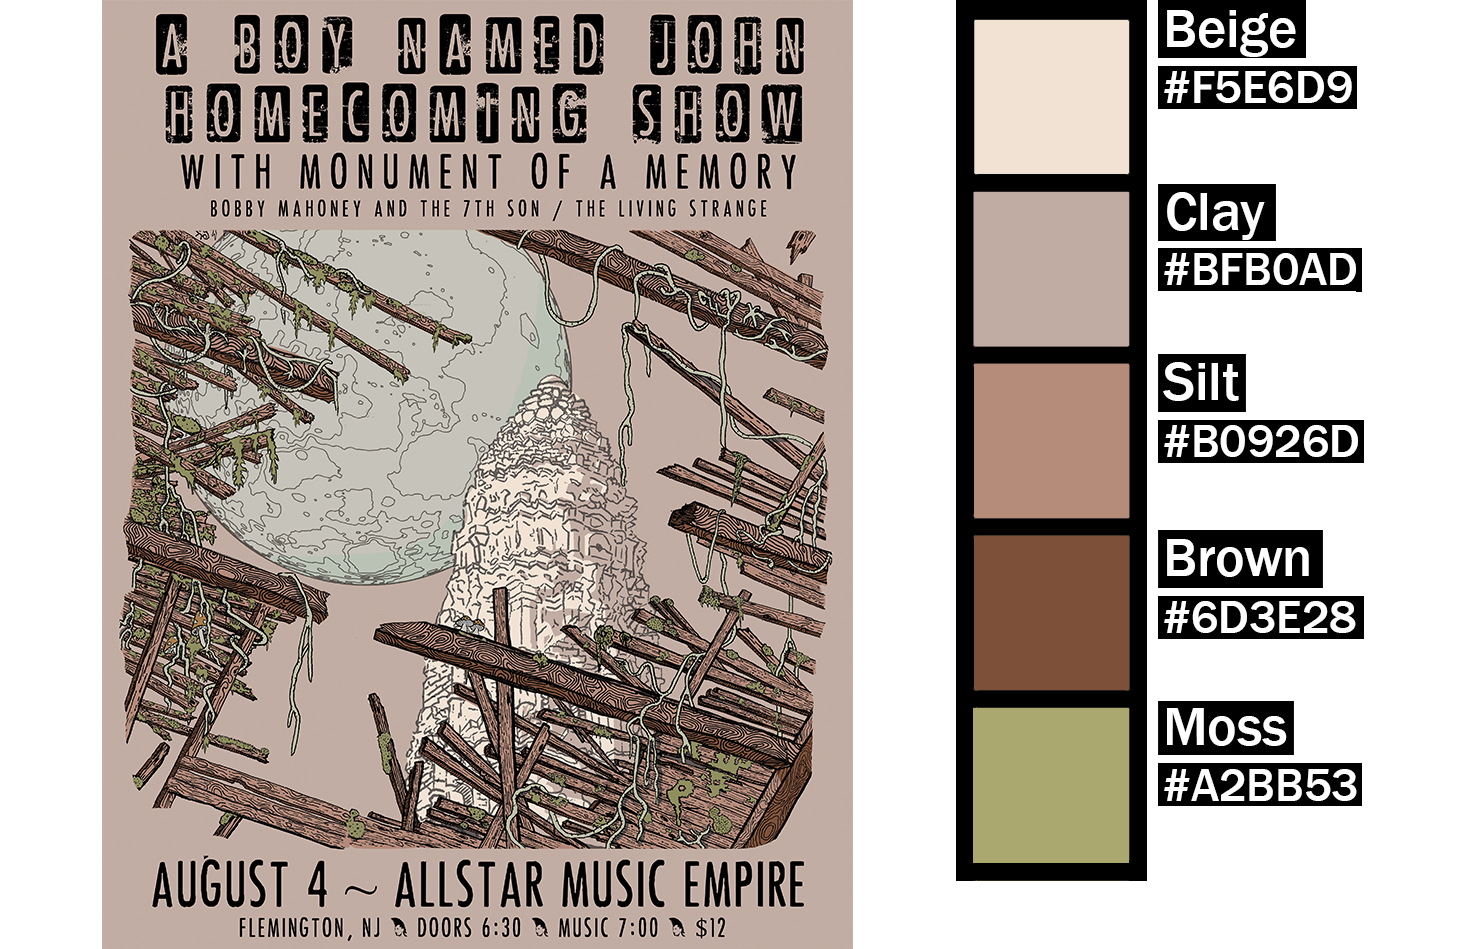 A BOY NAMED JOHN
HOMECOMING SHOW
WITH MONUMENT OF A MEMORY
BOBBY MAHONEY AND THE 7TH SON / THE LIVING STRANGE
AUGUST 4 ~ ALLSTAR MUSIC EMPIRE
FLEMINGTON, NJ DOORS 6:30 MUSIC 7:00 $12
Beige
#F5E6D9
Clay
#BFB0AD
Silt
#B0926D
Brown
#6D3E28
Moss
#A2BB53